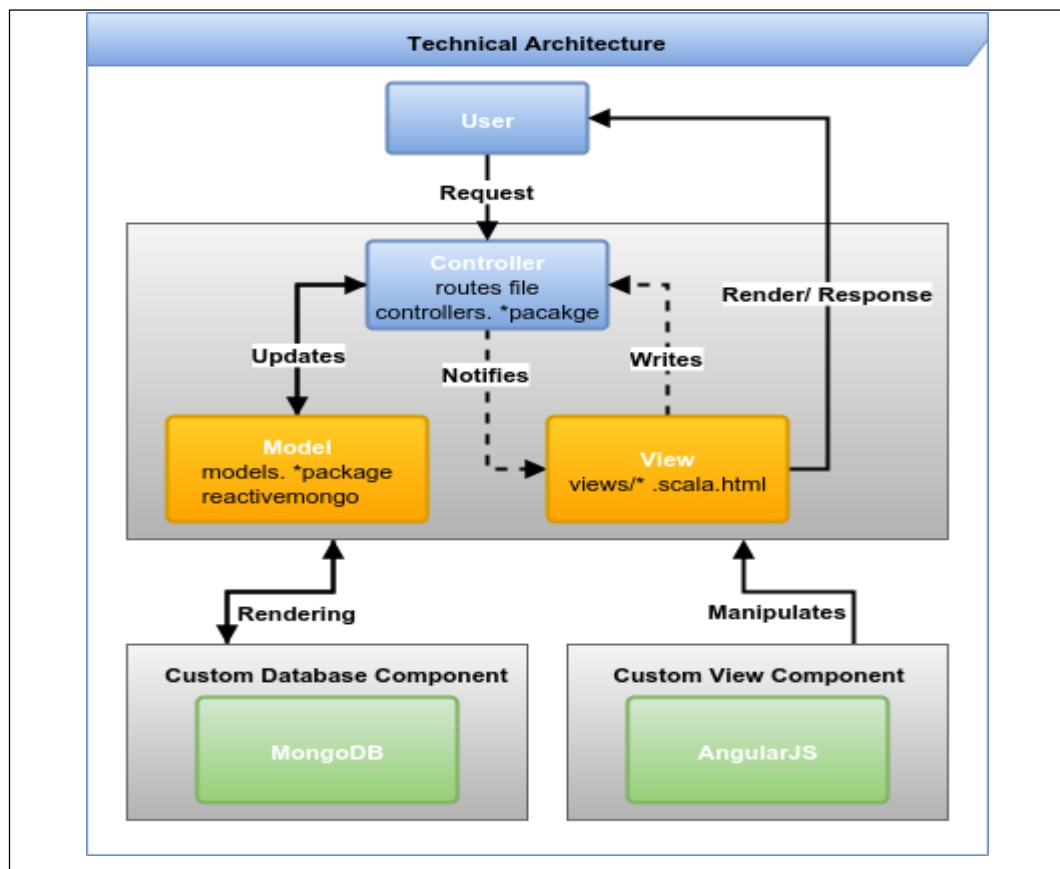 Technical Architecture
User
Request
Controller
routes file
controllers. *pacakge
Render/ Response
Updates
Notifies
Writes
Model
models. *package
reactivemongo
View
views/* .scala.html
Rendering
Manipulates
Custom Database Component
MongoDB
Custom View Component
AngularJS